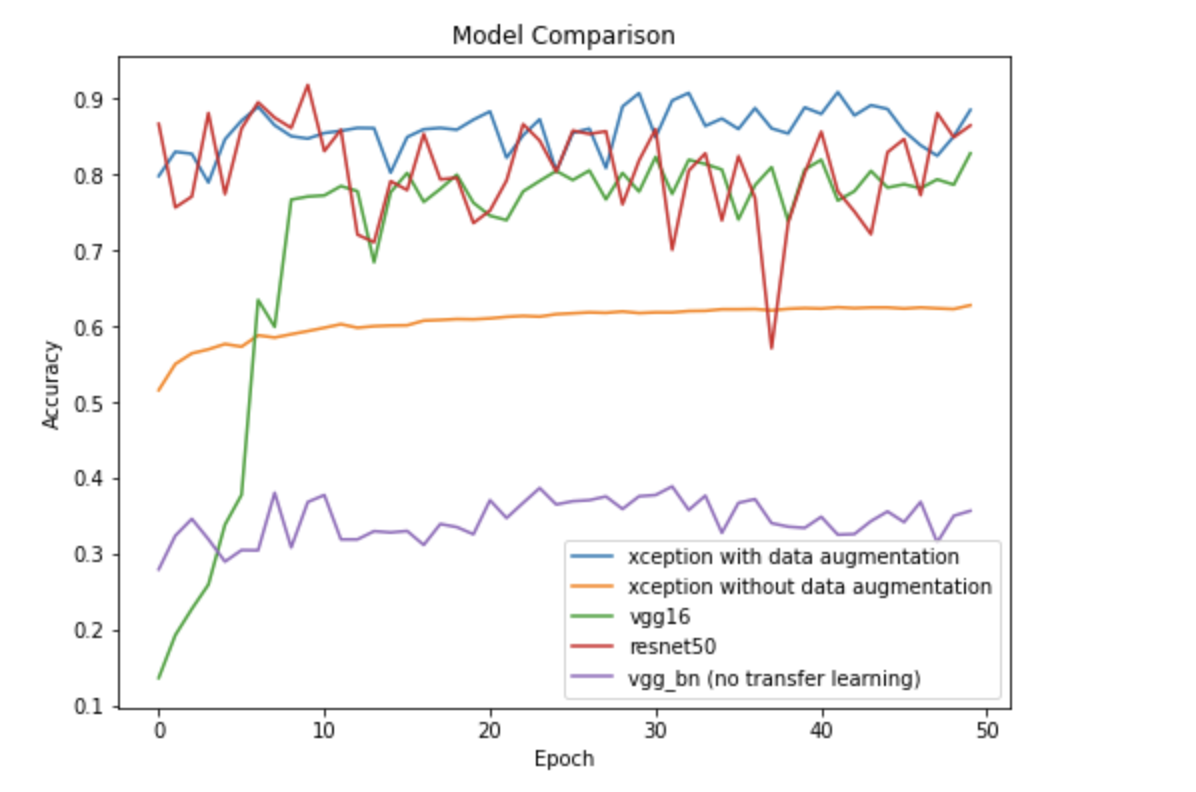 Model Comparison
Accuracy
0.9
0.8
0.7
0.6
0.5
0.4
0.3
0.2
0.1
xception with data augmentation
xception without data augmentation
vgg16
resnet50
vgg_bn (no transfer learning)
0 10 20 30 40 50
Epoch